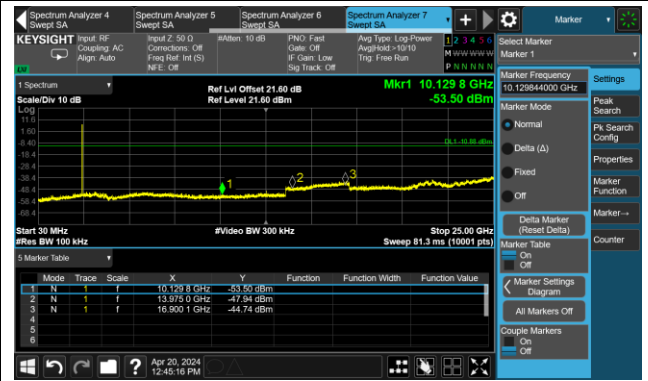 Spectrum Analyzer 4
Swept SA
Spectrum Analyzer 5
Swept SA
Spectrum Analyzer 6
Swept SA
Spectrum Analyzer 7
Swept SA
Marker
KEYSIGHT
Input: RF
Coupling: AC
Align: Auto
Input Z: 50 Ω
Corrections: Off
Freq Ref: Int (S)
NFE: Off
#Atten: 10 dB
PNO: Fast
Gate: Off
IF Gain: Low
Sig Track: Off
Avg Type: Log-Power
Avg|Hold:>10/10
Trig: Free Run
1 2 3 4 5 6
M W W W W W
P N N N N N
LM
Select Marker
Marker 1
1 Spectrum
Scale/Div 10 dB
Log
Ref Lvl Offset 21.60 dB
Ref Level 21.60 dBm
Mkr1 10.129 8 GHz
-53.50 dBm
11.6
1.60
-8.40
-18.4
-28.4
-38.4
-48.4
-58.4
-68.4
1
2
3
Start 30 MHz
#Res BW 100 kHz
#Video BW 300 kHz
Stop 25.00 GHz
Sweep 81.3 ms (10001 pts)
5 Marker Table
Mode Trace Scale X Y Function Function Width Function Value
1 N 1 f 10.129 8 GHz -53.50 dBm
2 N 1 f 13.975 0 GHz -47.94 dBm
3 N 1 f 16.900 1 GHz -44.74 dBm
4
5
6
Marker Frequency
10.129844000 GHz
Marker Mode
Normal
Delta (Δ)
Fixed
Off
Delta Marker
(Reset Delta)
Marker Table
On
Off
Marker Settings
Diagram
All Markers Off
Couple Markers
On
Off
Settings
Peak
Search
Pk Search
Config
Properties
Marker
Function
Marker→
Counter
?
Apr 20, 2024
12:45:16 PM